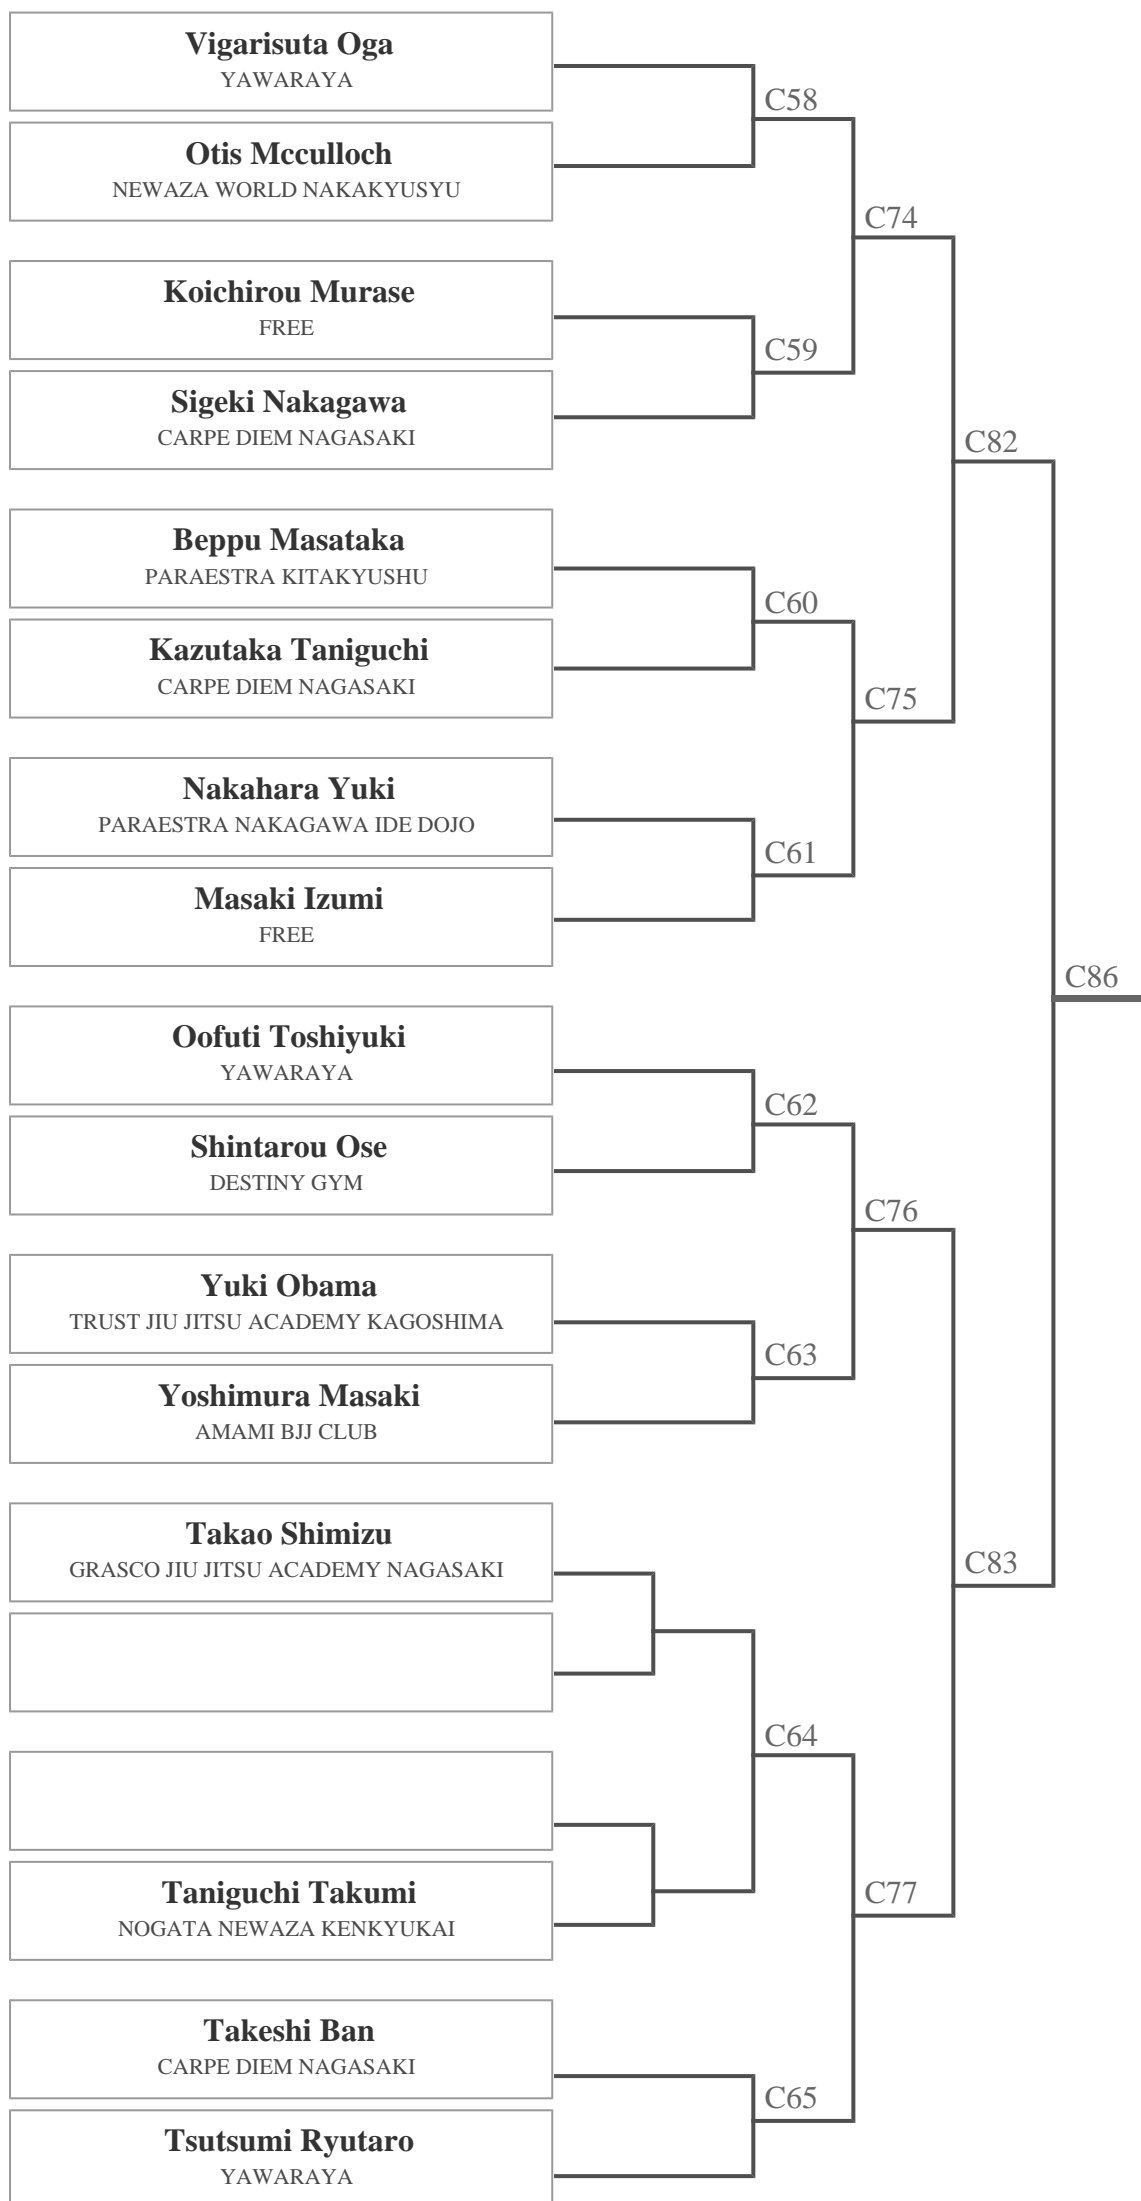 Vigarisuta Oga
YAWARAYA
C58
Otis Mcculloch
NEWAZA WORLD NAKAKYUSYU
C74
Koichirou Murase
FREE
C59
Sigeki Nakagawa
CARPE DIEM NAGASAKI
C82
Beppu Masataka
PARAESTRA KITAKYUSHU
C60
Kazutaka Taniguchi
CARPE DIEM NAGASAKI
C75
Nakahara Yuki
PARAESTRA NAKAGAWA IDE DOJO
C61
Masaki Izumi
FREE
C86
Oofuti Toshiyuki
YAWARAYA
C62
Shintarou Ose
DESTINY GYM
C76
Yuki Obama
TRUST JIU JITSU ACADEMY KAGOSHIMA
C63
Yoshimura Masaki
AMAMI BJJ CLUB
Takao Shimizu
GRASCO JIU JITSU ACADEMY NAGASAKI
C83
C64
Taniguchi Takumi
NOGATA NEWAZA KENKYUKAI
C77
Takeshi Ban
CARPE DIEM NAGASAKI
C65
Tsutsumi Ryutaro
YAWARAYA